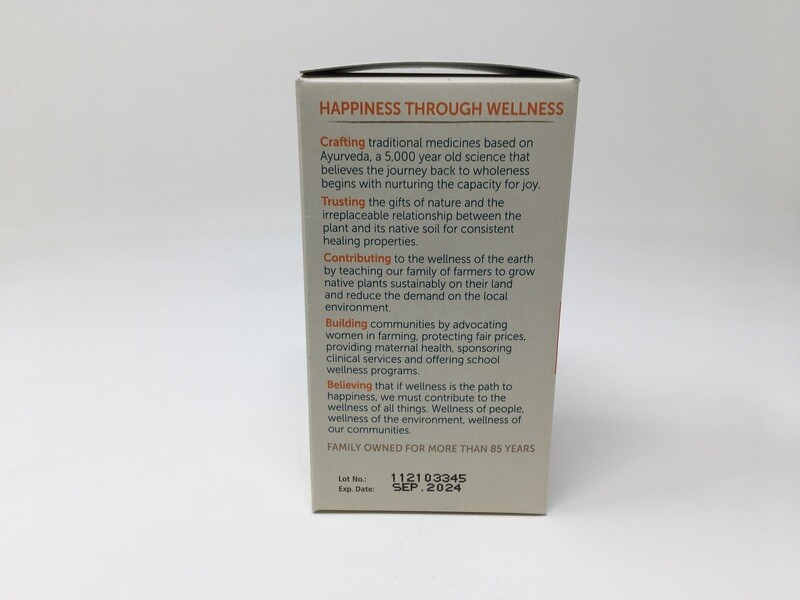 HAPPINESS THROUGH WELLNESS
Crafting traditional medicines based on
Ayurveda, a 5,000 year old science that
believes the journey back to wholeness
begins with nurturing the capacity for joy.
Trusting the gifts of nature and the
irreplaceable relationship between the
plant and its native soil for consistent
healing properties.
Contributing to the wellness of the earth
by teaching our family of farmers to grow
native plants sustainably on their land
and reduce the demand on the local
environment.
Building communities by advocating
women in farming, protecting fair prices,
providing maternal health, sponsoring
clinical services and offering school
wellness programs.
Believing that if wellness is the path to
happiness, we must contribute to the
wellness of all things. Wellness of people,
wellness of the environment, wellness of
our communities.
FAMILY OWNED FOR MORE THAN 85 YEARS
Lot No.: 112103345
Exp. Date: SEP.2024